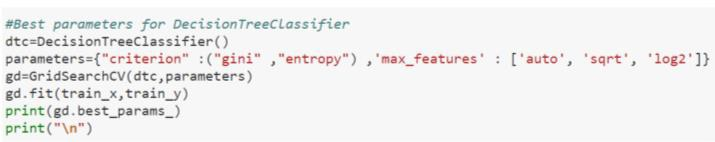 #Best parameters for DecisionTreeClassifier
dtc=DecisionTreeClassifier()
parameters={"criterion" :("gini" ,"entropy") ,'max_features' : ['auto', 'sqrt', 'log2']}
gd=GridSearchCV(dtc,parameters)
gd.fit(train_x,train_y)
print(gd.best_params_)
print("\n")